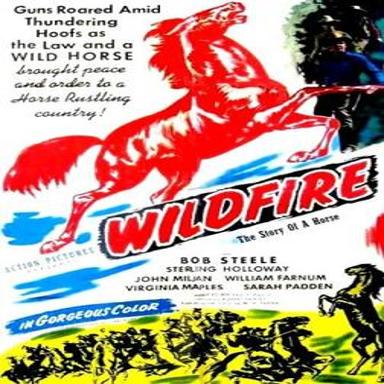 Guns Roared Amid
Thundering
Hoofs as
the Law and a
WILD HORSE
brought peace
and order to a
Horse Rustling
country!
WILDFIRE
The Story Of A Horse
ACTION PICTURES
BOB STEELE
STERLING HOLLOWAY
JOHN MILJAN WILLIAM FARNUM
VIRGINIA MAPLES SARAH PADDEN
IN GORGEOUS COLOR